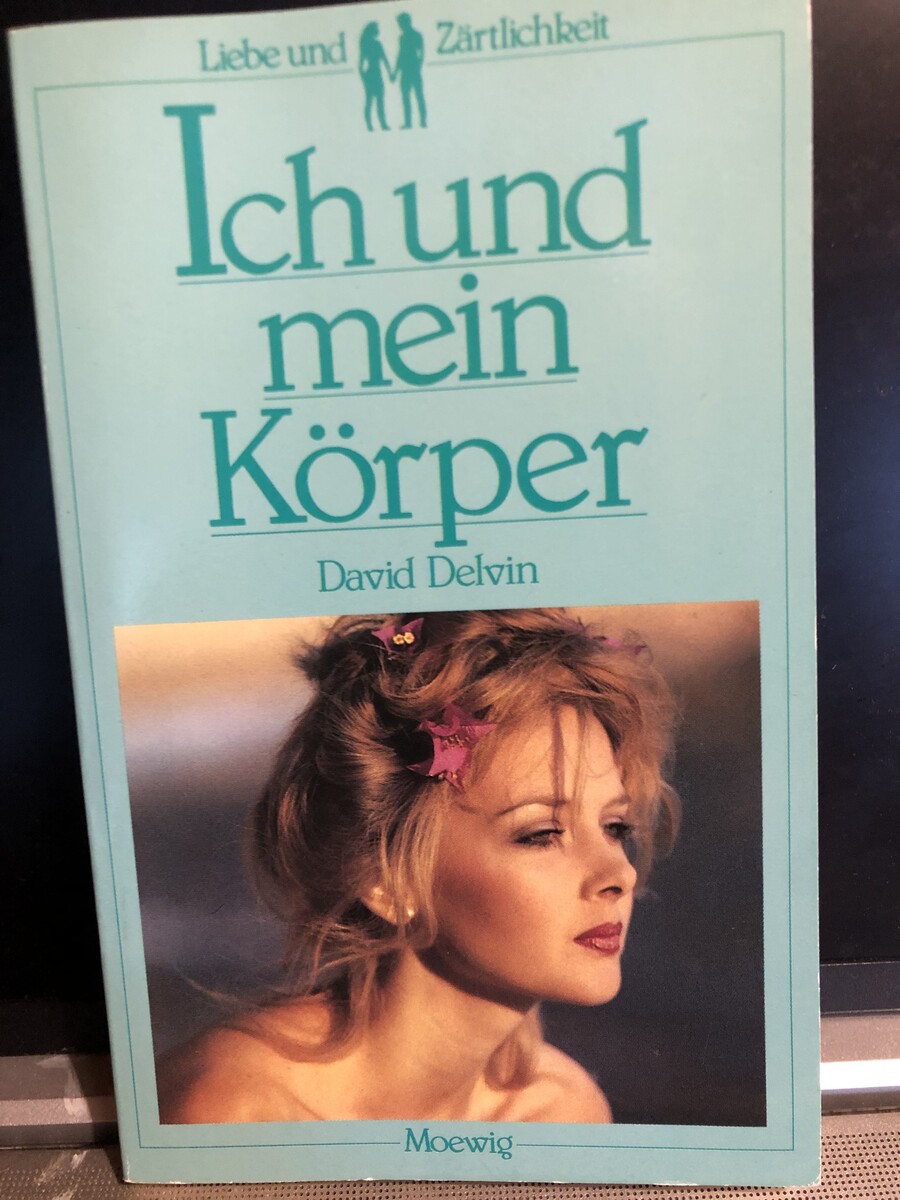 Liebe und Zärtlichkeit
Ich und
mein
Körper
David Delvin
Moewig